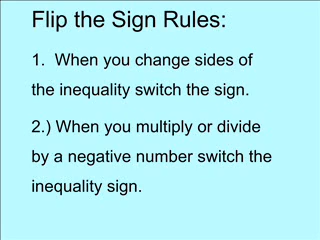 Flip the Sign Rules:
1.  When you change sides of
the inequality switch the sign.
2.) When you multiply or divide
by a negative number switch the
inequality sign.